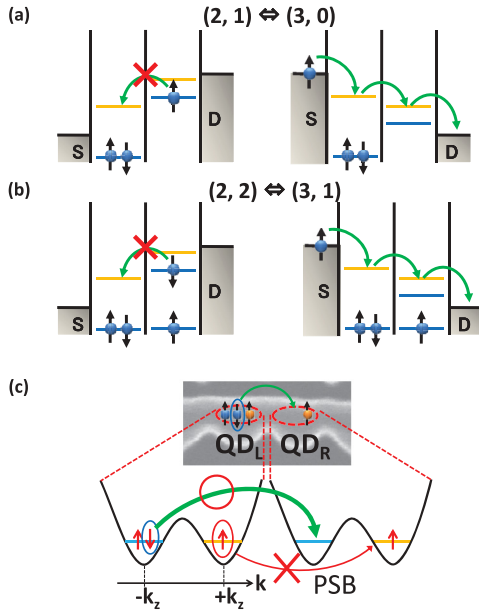 (a)
(2, 1) ⇔ (3, 0)
S
D
S
D
(b)
(2, 2) ⇔ (3, 1)
S
D
S
D
(c)
QD_L QD_R
PSB
-k_z +k_z k